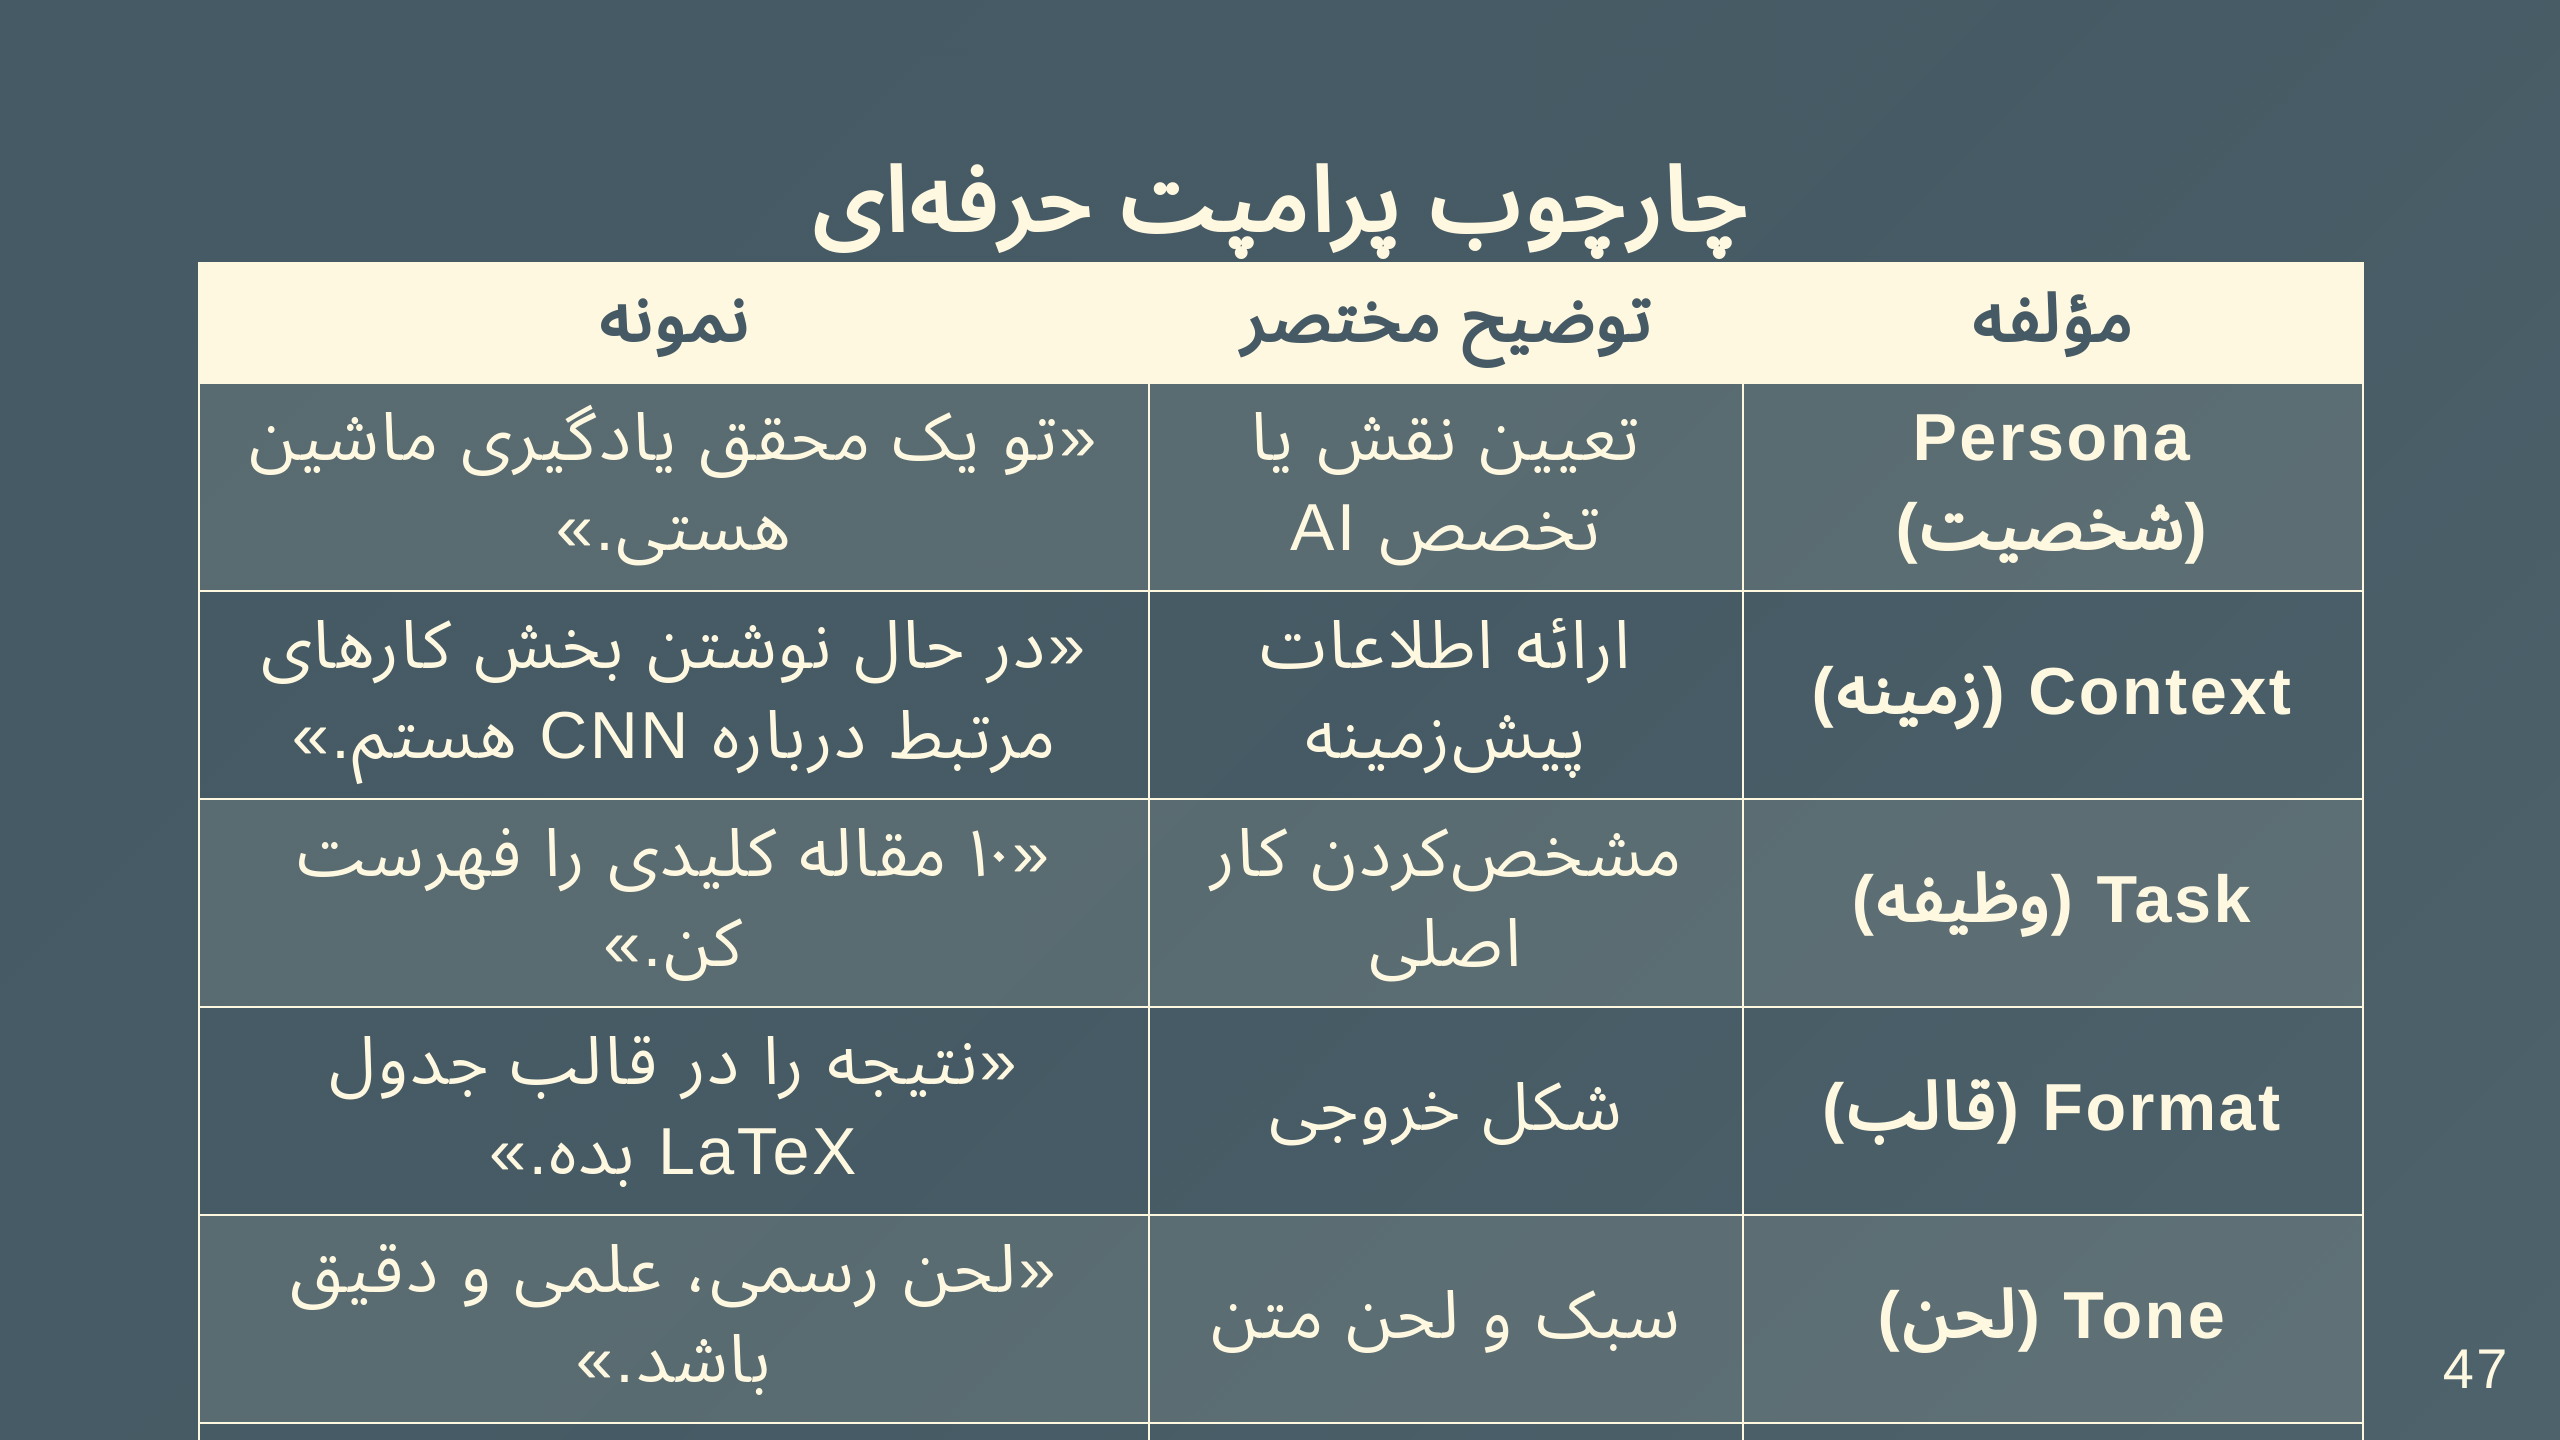 چارچوب پرامپت حرفه‌ای
مؤلفه
توضیح مختصر
نمونه
Persona
(شخصیت)
تعیین نقش یا
تخصص AI
«تو یک محقق یادگیری ماشین
هستی.»
Context (زمینه)
ارائه اطلاعات
پیش‌زمینه
«در حال نوشتن بخش کارهای
مرتبط درباره CNN هستم.»
Task (وظیفه)
مشخص‌کردن کار
اصلی
«۱۰ مقاله کلیدی را فهرست
کن.»
Format (قالب)
شکل خروجی
«نتیجه را در قالب جدول
LaTeX بده.»
Tone (لحن)
سبک و لحن متن
«لحن رسمی، علمی و دقیق
باشد.»
47